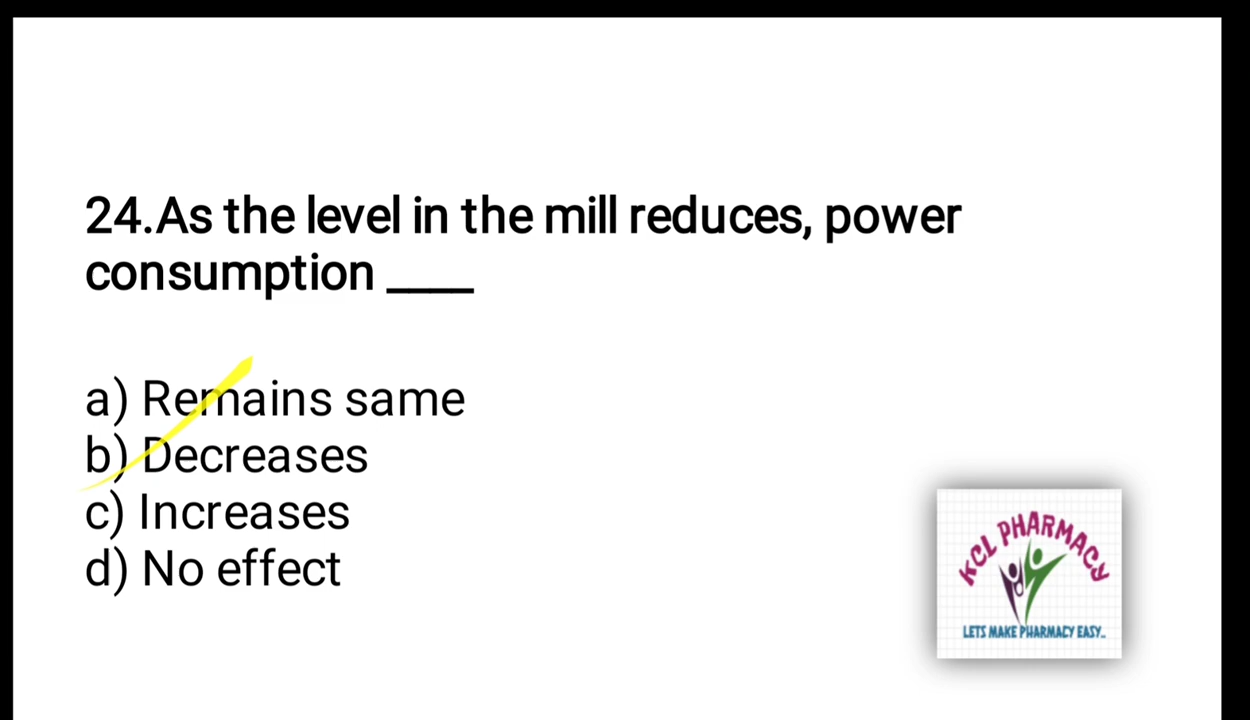 24.As the level in the mill reduces, power
consumption ____
a) Remains same
b) Decreases
c) Increases
d) No effect
KCL PHARMACY
LETS MAKE PHARMACY EASY..